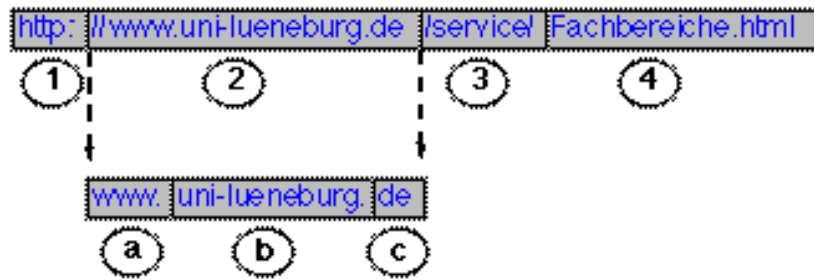 http: //www.uni-lueneburg.de /service/ Fachbereiche.html
1 2 3 4
www. uni-lueneburg. de
a b c